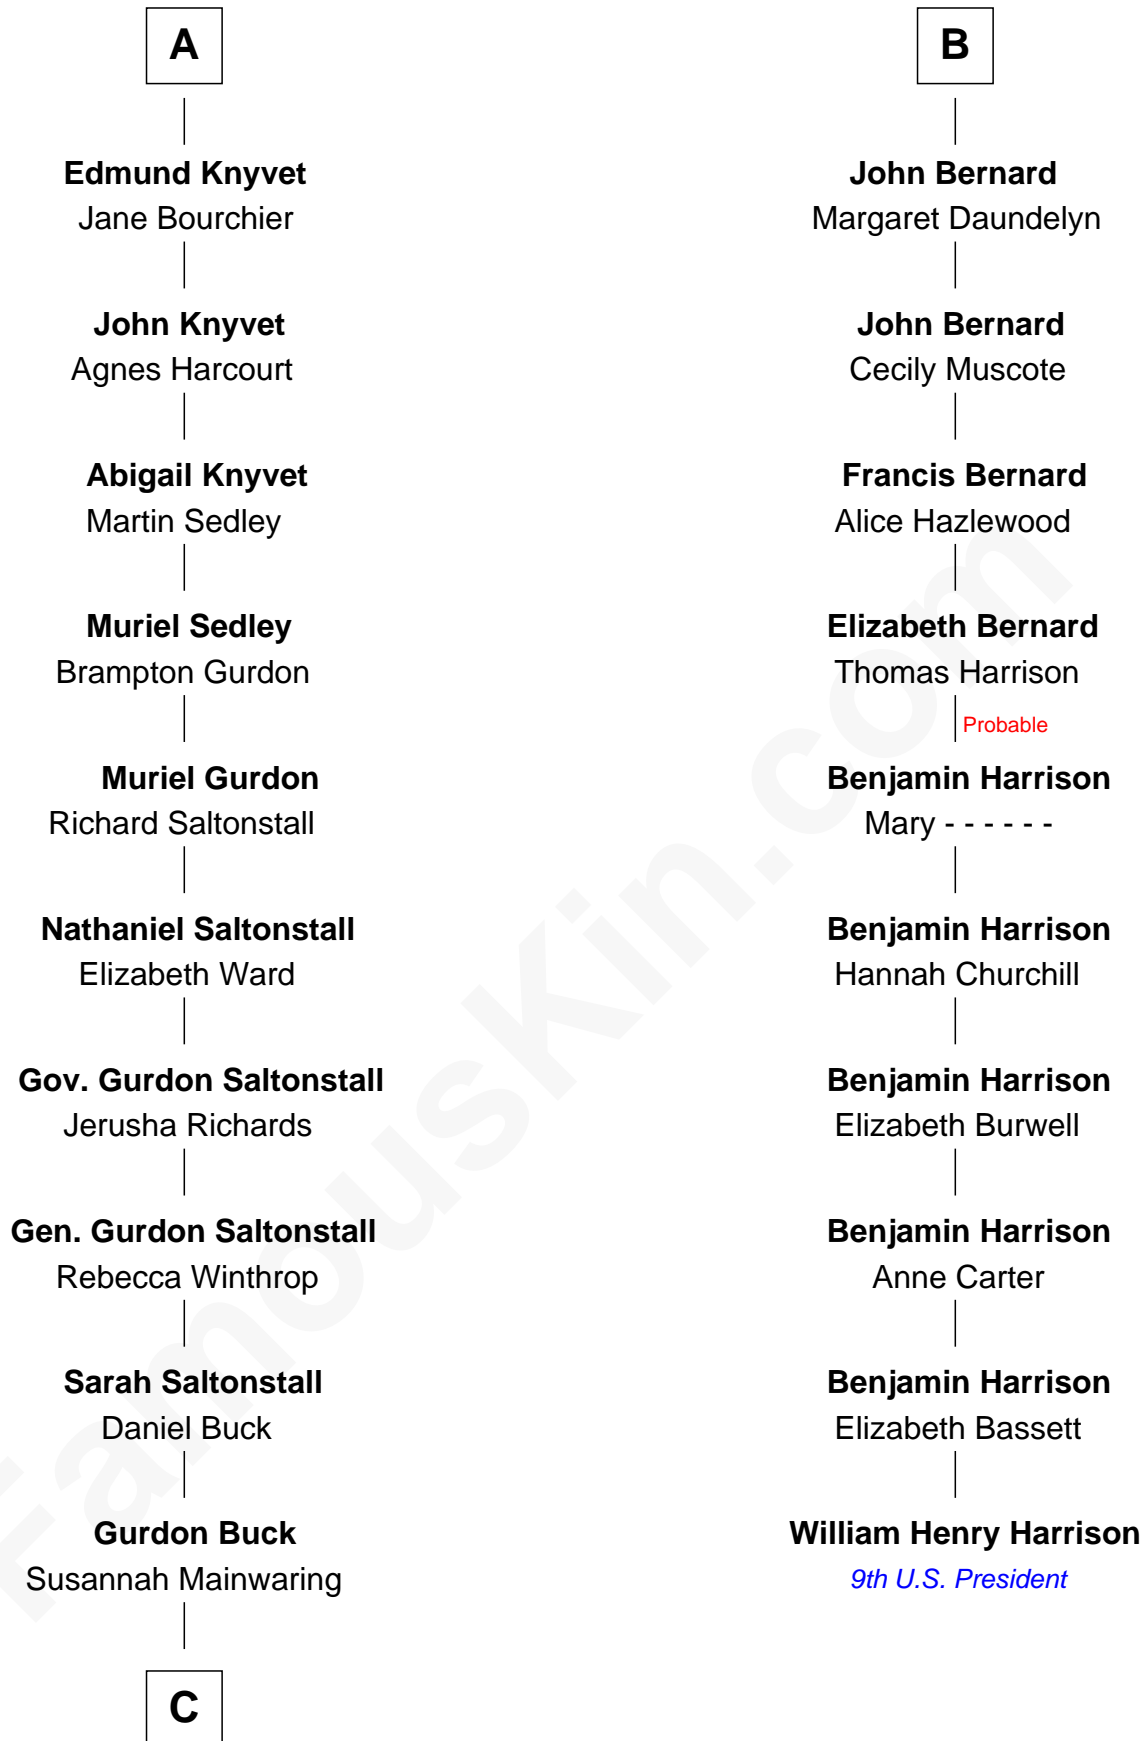 A
Edmund Knyvet
Jane Bourchier
John Knyvet
Agnes Harcourt
Abigail Knyvet
Martin Sedley
Muriel Sedley
Brampton Gurdon
Muriel Gurdon
Richard Saltonstall
Nathaniel Saltonstall
Elizabeth Ward
Gov. Gurdon Saltonstall
Jerusha Richards
Gen. Gurdon Saltonstall
Rebecca Winthrop
Sarah Saltonstall
Daniel Buck
Gurdon Buck
Susannah Mainwaring
C
B
John Bernard
Margaret Daundelyn
John Bernard
Cecily Muscote
Francis Bernard
Alice Hazlewood
Elizabeth Bernard
Thomas Harrison
Probable
Benjamin Harrison
Mary - - - - - -
Benjamin Harrison
Hannah Churchill
Benjamin Harrison
Elizabeth Burwell
Benjamin Harrison
Anne Carter
Benjamin Harrison
Elizabeth Bassett
William Henry Harrison
9th U.S. President
FamousKin.com